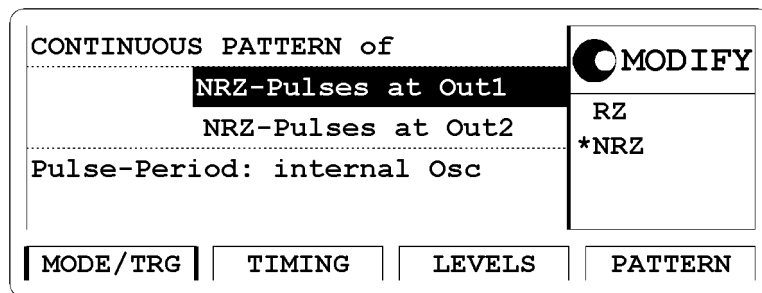 CONTINUOUS PATTERN of
NRZ-Pulses at Out1
NRZ-Pulses at Out2
Pulse-Period: internal Osc
MODIFY
RZ
*NRZ
MODE/TRG
TIMING
LEVELS
PATTERN